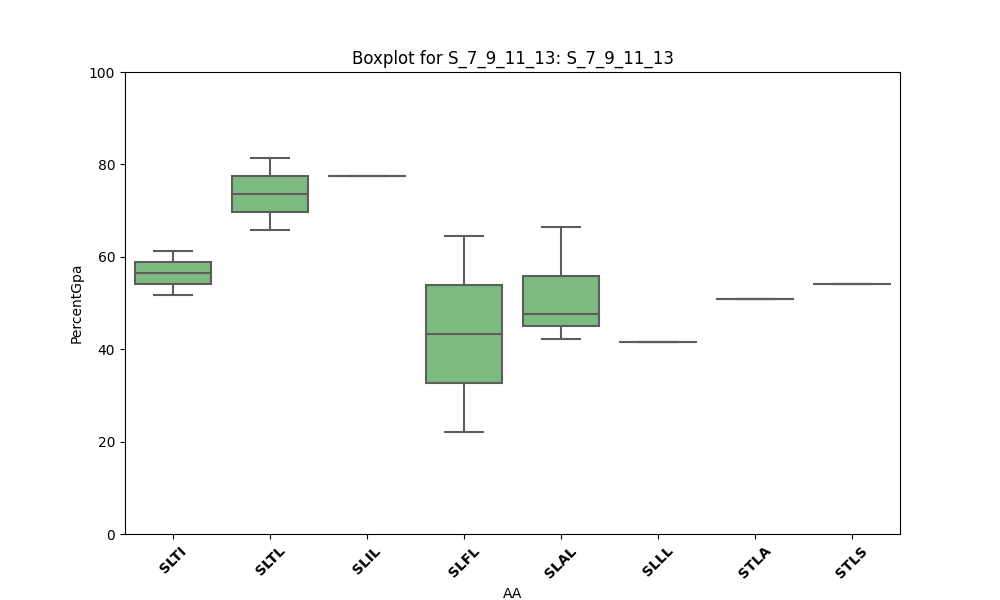 Boxplot for S_7_9_11_13: S_7_9_11_13
PercentGpa
100
80
60
40
20
0
SLTI SLTL SLIL SLFL SLAL SLLL STLA STLS
AA